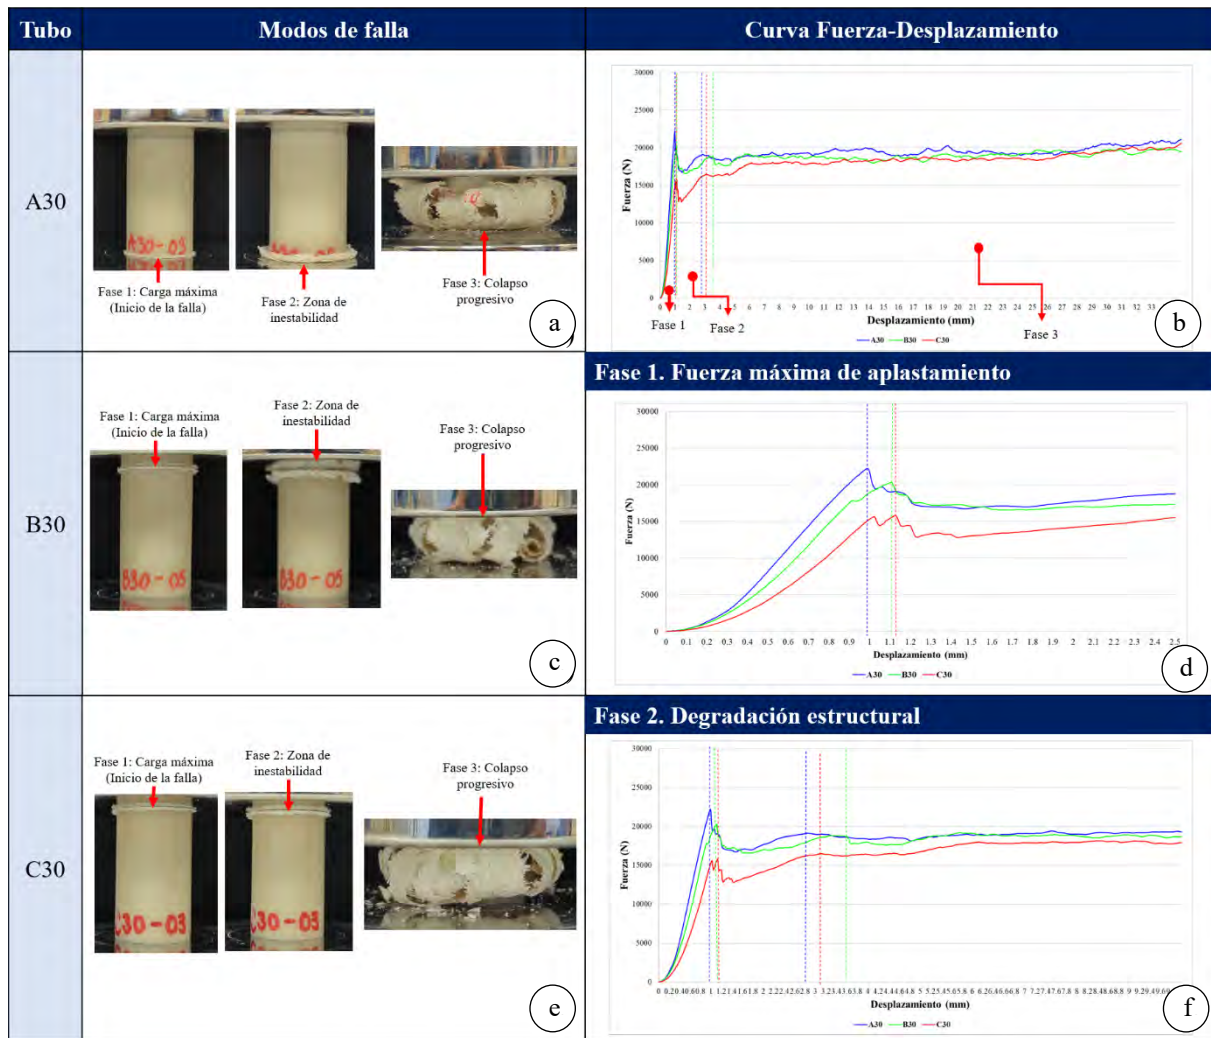 Tubo
Modos de falla
Curva Fuerza-Desplazamiento
A30
A30-03
Fase 1: Carga máxima
(Inicio de la falla)
Fase 2: Zona de
inestabilidad
Fase 3: Colapso
progresivo
a
30000
25000
20000
15000
10000
5000
0
Fuerza (N)
0 1 2 3 4 5 6 7 8 9 10 11 12 13 14 15 16 17 18 19 20 21 22 23 24 25 26 27 28 29 30 31 32 33
Desplazamiento (mm)
Fase 1
Fase 2
Fase 3
A30 B30 C30
b
B30
Fase 1: Carga máxima
(Inicio de la falla)
Fase 2: Zona de
inestabilidad
Fase 3: Colapso
progresivo
B30-05
B30-05
c
Fase 1. Fuerza máxima de aplastamiento
30000
25000
20000
15000
10000
5000
0
Fuerza (N)
0 0.1 0.2 0.3 0.4 0.5 0.6 0.7 0.8 0.9 1 1.1 1.2 1.3 1.4 1.5 1.6 1.7 1.8 1.9 2 2.1 2.2 2.3 2.4 2.5
Desplazamiento (mm)
A30 B30 C30
d
C30
Fase 1: Carga máxima
(Inicio de la falla)
Fase 2: Zona de
inestabilidad
Fase 3: Colapso
progresivo
C30-03
C30-03
e
Fase 2. Degradación estructural
30000
25000
20000
15000
10000
5000
0
Fuerza (N)
Desplazamiento (mm)
A30 B30 C30
f